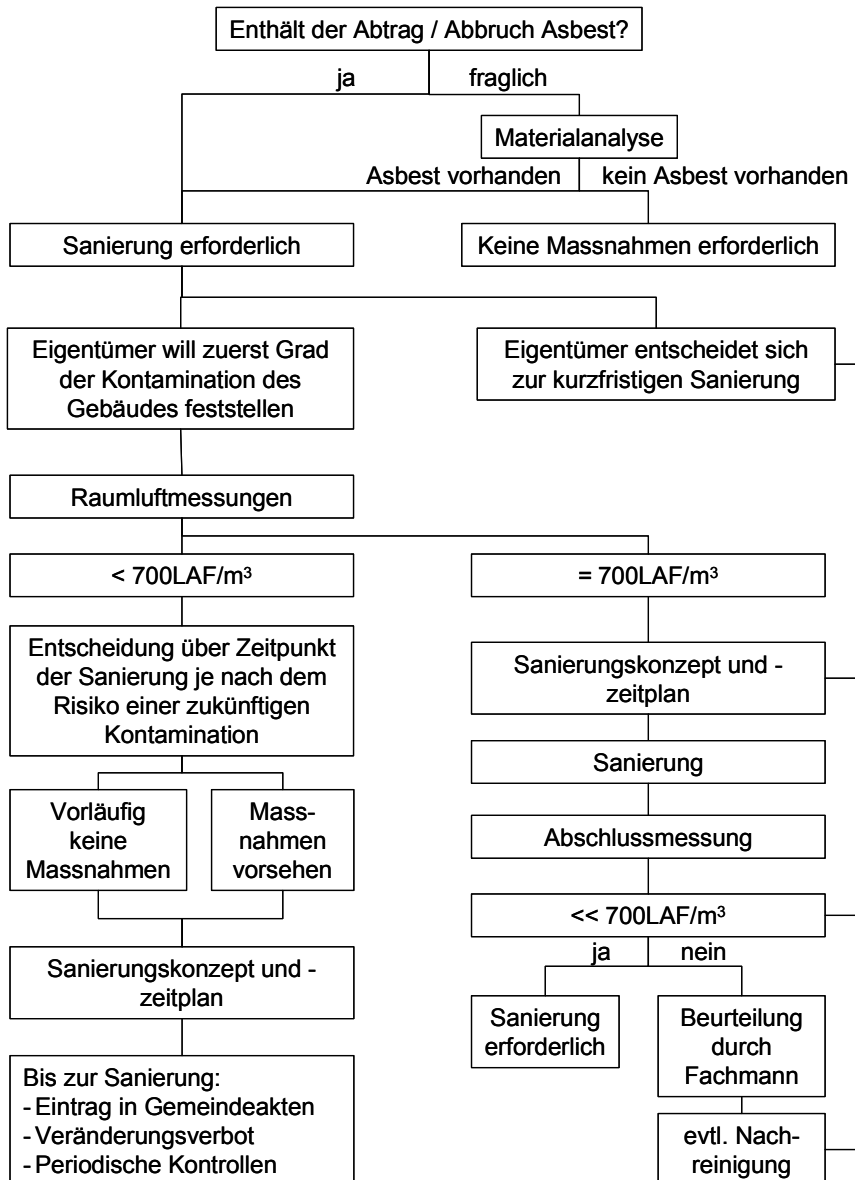 Enthält der Abtrag / Abbruch Asbest?
ja
fraglich
Materialanalyse
Asbest vorhanden
kein Asbest vorhanden
Sanierung erforderlich
Keine Massnahmen erforderlich
Eigentümer will zuerst Grad
der Kontamination des
Gebäudes feststellen
Eigentümer entscheidet sich
zur kurzfristigen Sanierung
Raumluftmessungen
< 700LAF/m³
= 700LAF/m³
Entscheidung über Zeitpunkt
der Sanierung je nach dem
Risiko einer zukünftigen
Kontamination
Sanierungskonzept und -
zeitplan
Sanierung
Vorläufig
keine
Massnahmen
Mass-
nahmen
vorsehen
Abschlussmessung
<< 700LAF/m³
ja
nein
Sanierungskonzept und -
zeitplan
Sanierung
erforderlich
Beurteilung
durch
Fachmann
Bis zur Sanierung:
- Eintrag in Gemeindeakten
- Veränderungsverbot
- Periodische Kontrollen
evtl. Nach-
reinigung